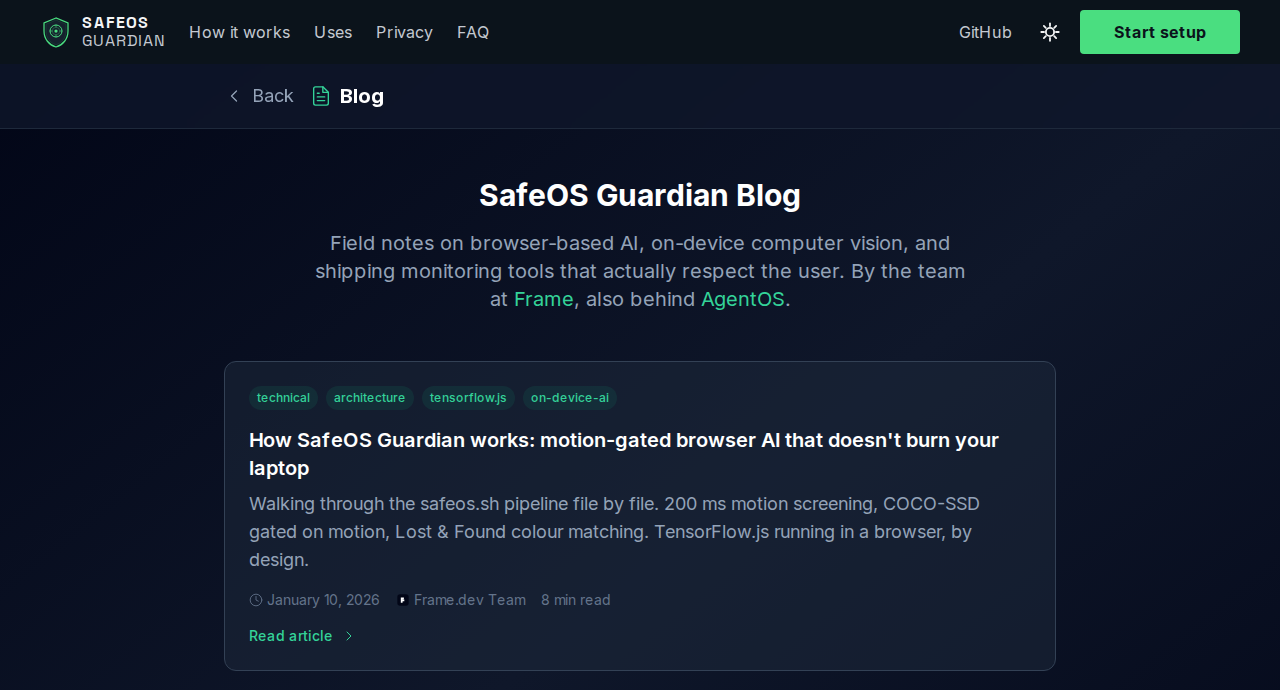 SAFEOS
GUARDIAN
How it works
Uses
Privacy
FAQ
GitHub
Start setup
Back
Blog
SafeOS Guardian Blog
Field notes on browser-based AI, on-device computer vision, and
shipping monitoring tools that actually respect the user. By the team
at Frame, also behind AgentOS.
technical
architecture
tensorflow.js
on-device-ai
How SafeOS Guardian works: motion-gated browser AI that doesn't burn your
laptop
Walking through the safeos.sh pipeline file by file. 200 ms motion screening, COCO-SSD
gated on motion, Lost & Found colour matching. TensorFlow.js running in a browser, by
design.
January 10, 2026
Frame.dev Team
8 min read
Read article